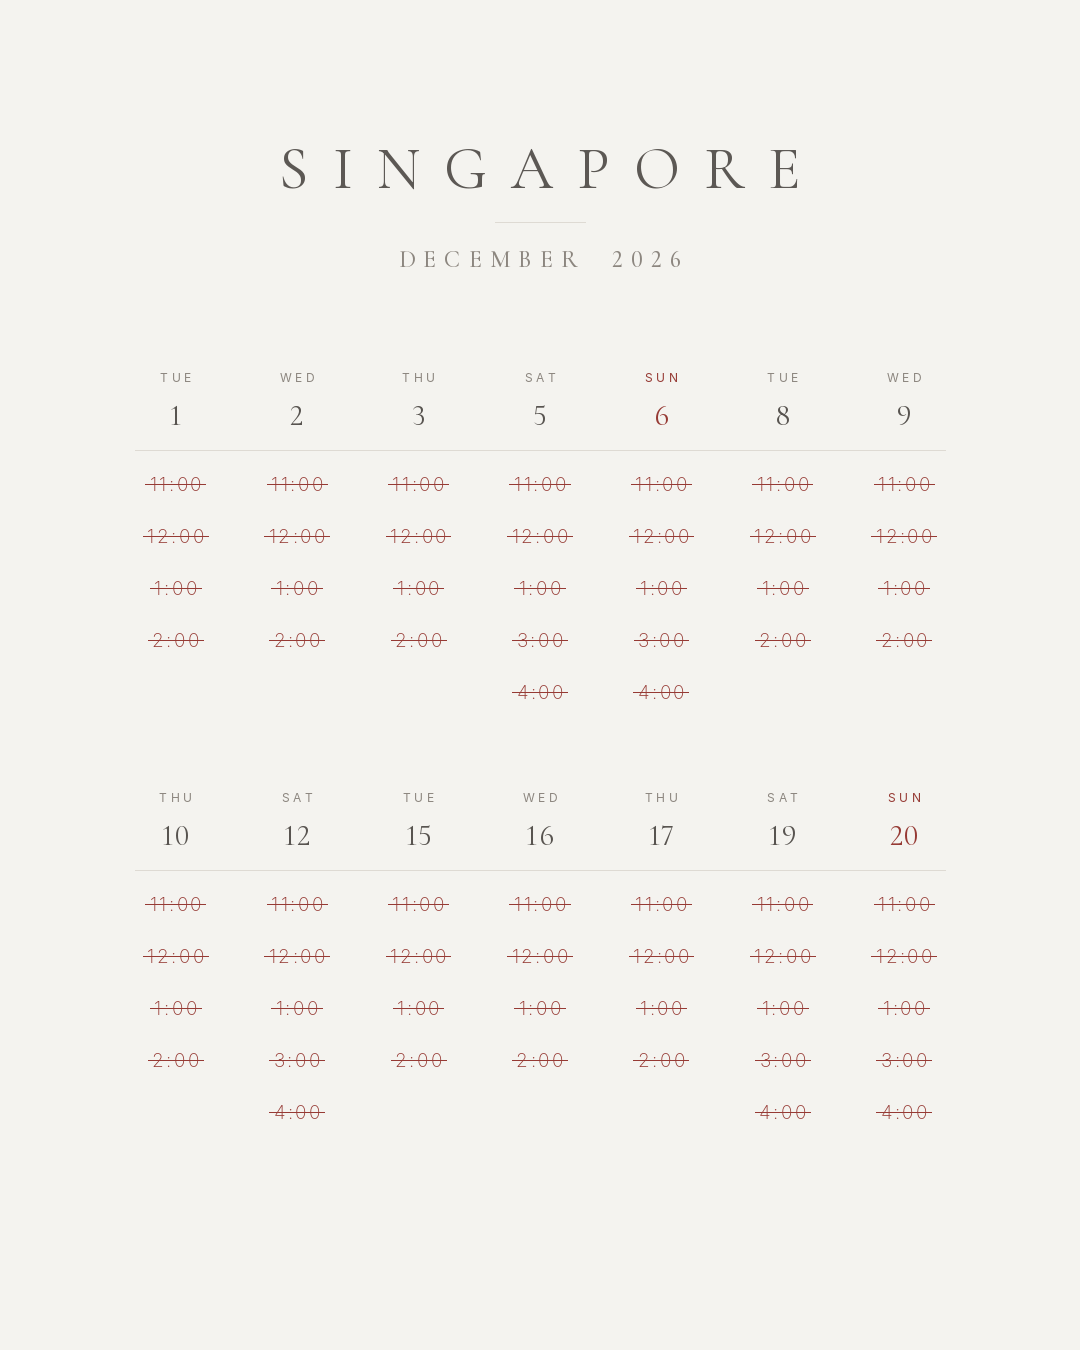 SINGAPORE
DECEMBER 2026
TUE WED THU SAT SUN TUE WED
1 2 3 5 6 8 9
11:00 11:00 11:00 11:00 11:00 11:00 11:00
12:00 12:00 12:00 12:00 12:00 12:00 12:00
1:00 1:00 1:00 1:00 1:00 1:00 1:00
2:00 2:00 2:00 3:00 3:00 2:00 2:00
4:00 4:00
THU SAT TUE WED THU SAT SUN
10 12 15 16 17 19 20
11:00 11:00 11:00 11:00 11:00 11:00 11:00
12:00 12:00 12:00 12:00 12:00 12:00 12:00
1:00 1:00 1:00 1:00 1:00 1:00 1:00
2:00 3:00 2:00 2:00 2:00 3:00 3:00
4:00 4:00 4:00